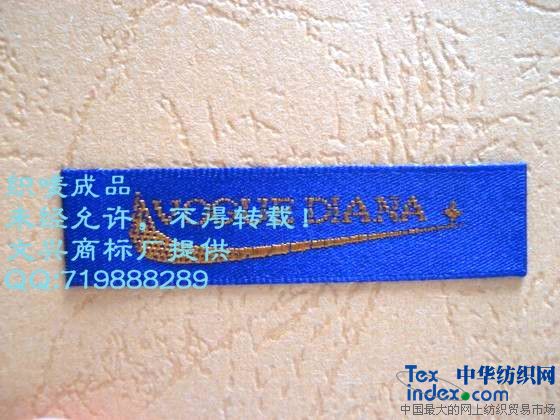 织唛成品
未经允许，不得转载！
文兴商标厂提供
QQ:719888289
VOGUE DIANA
Tex 中华纺织网
index.com
中国最大的网上纺织贸易市场